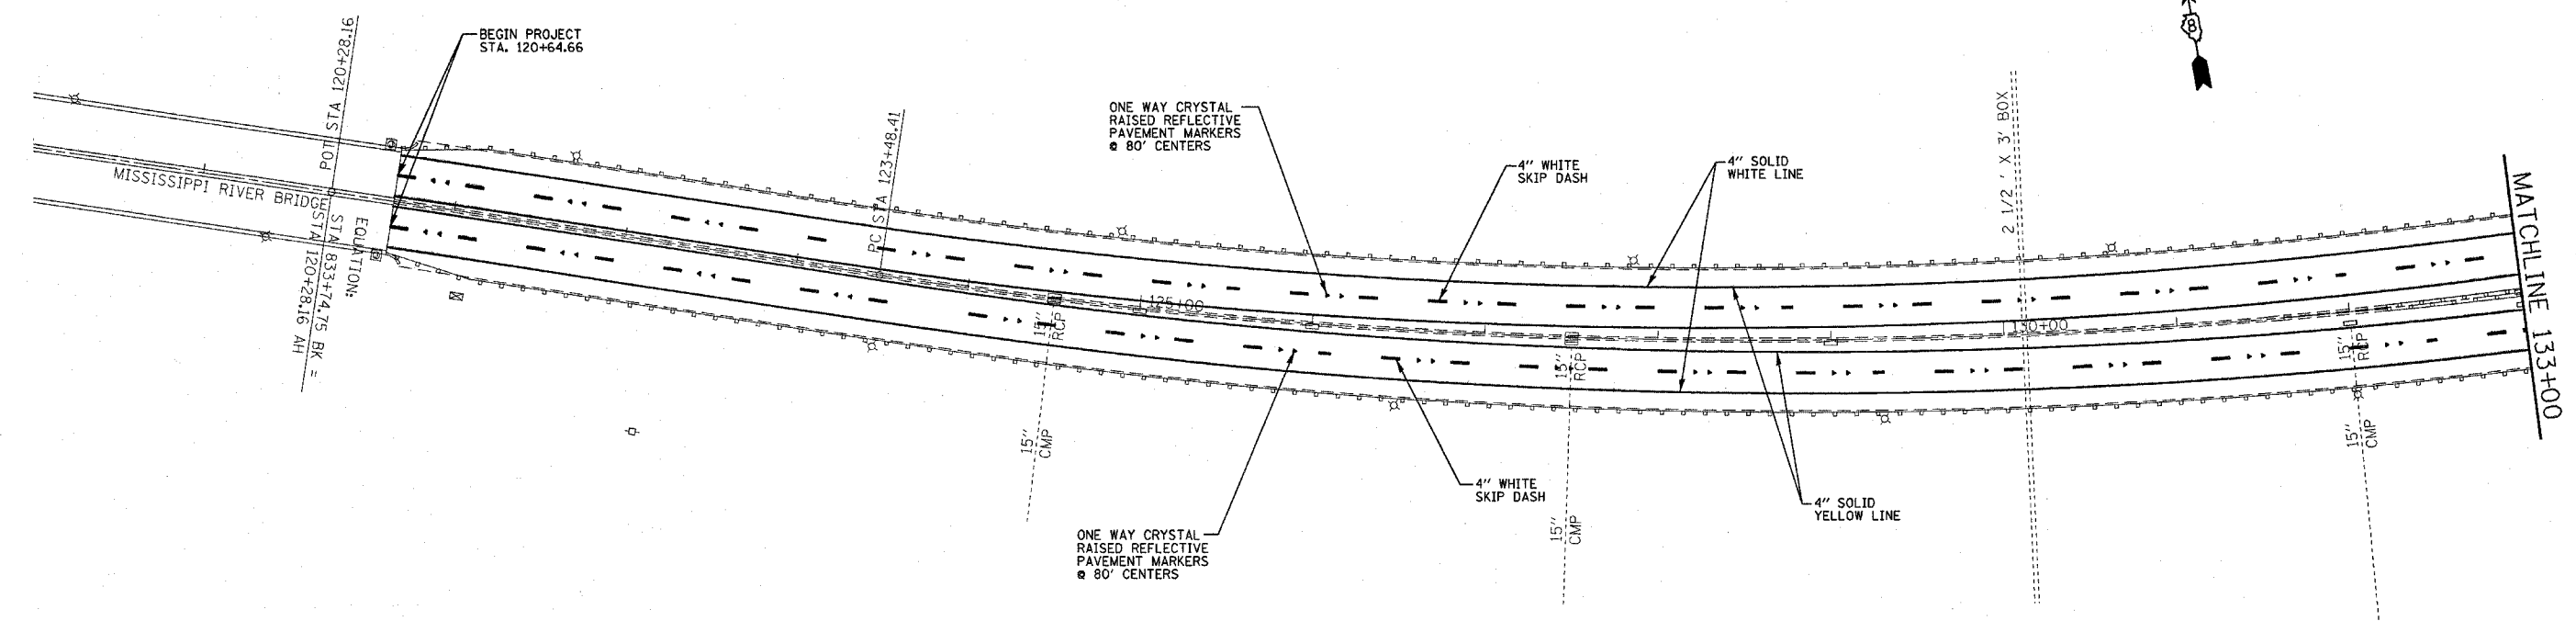 POT STA 120+28.16
BEGIN PROJECT
STA. 120+64.66
MISSISSIPPI RIVER BRIDGE
EQUATION:
STA 833+74.75 BK =
STA 120+28.16 AH
PC STA 123+48.41
ONE WAY CRYSTAL
RAISED REFLECTIVE
PAVEMENT MARKERS
@ 80' CENTERS
4" WHITE
SKIP DASH
4" SOLID
WHITE LINE
2 1/2 ' X 3' BOX
MATCHLINE 133+00
125+00
130+00
15"
RCP
15"
CMP
15"
RCP
15"
CMP
15"
RCP
15"
CMP
4" WHITE
SKIP DASH
4" SOLID
YELLOW LINE
ONE WAY CRYSTAL
RAISED REFLECTIVE
PAVEMENT MARKERS
@ 80' CENTERS